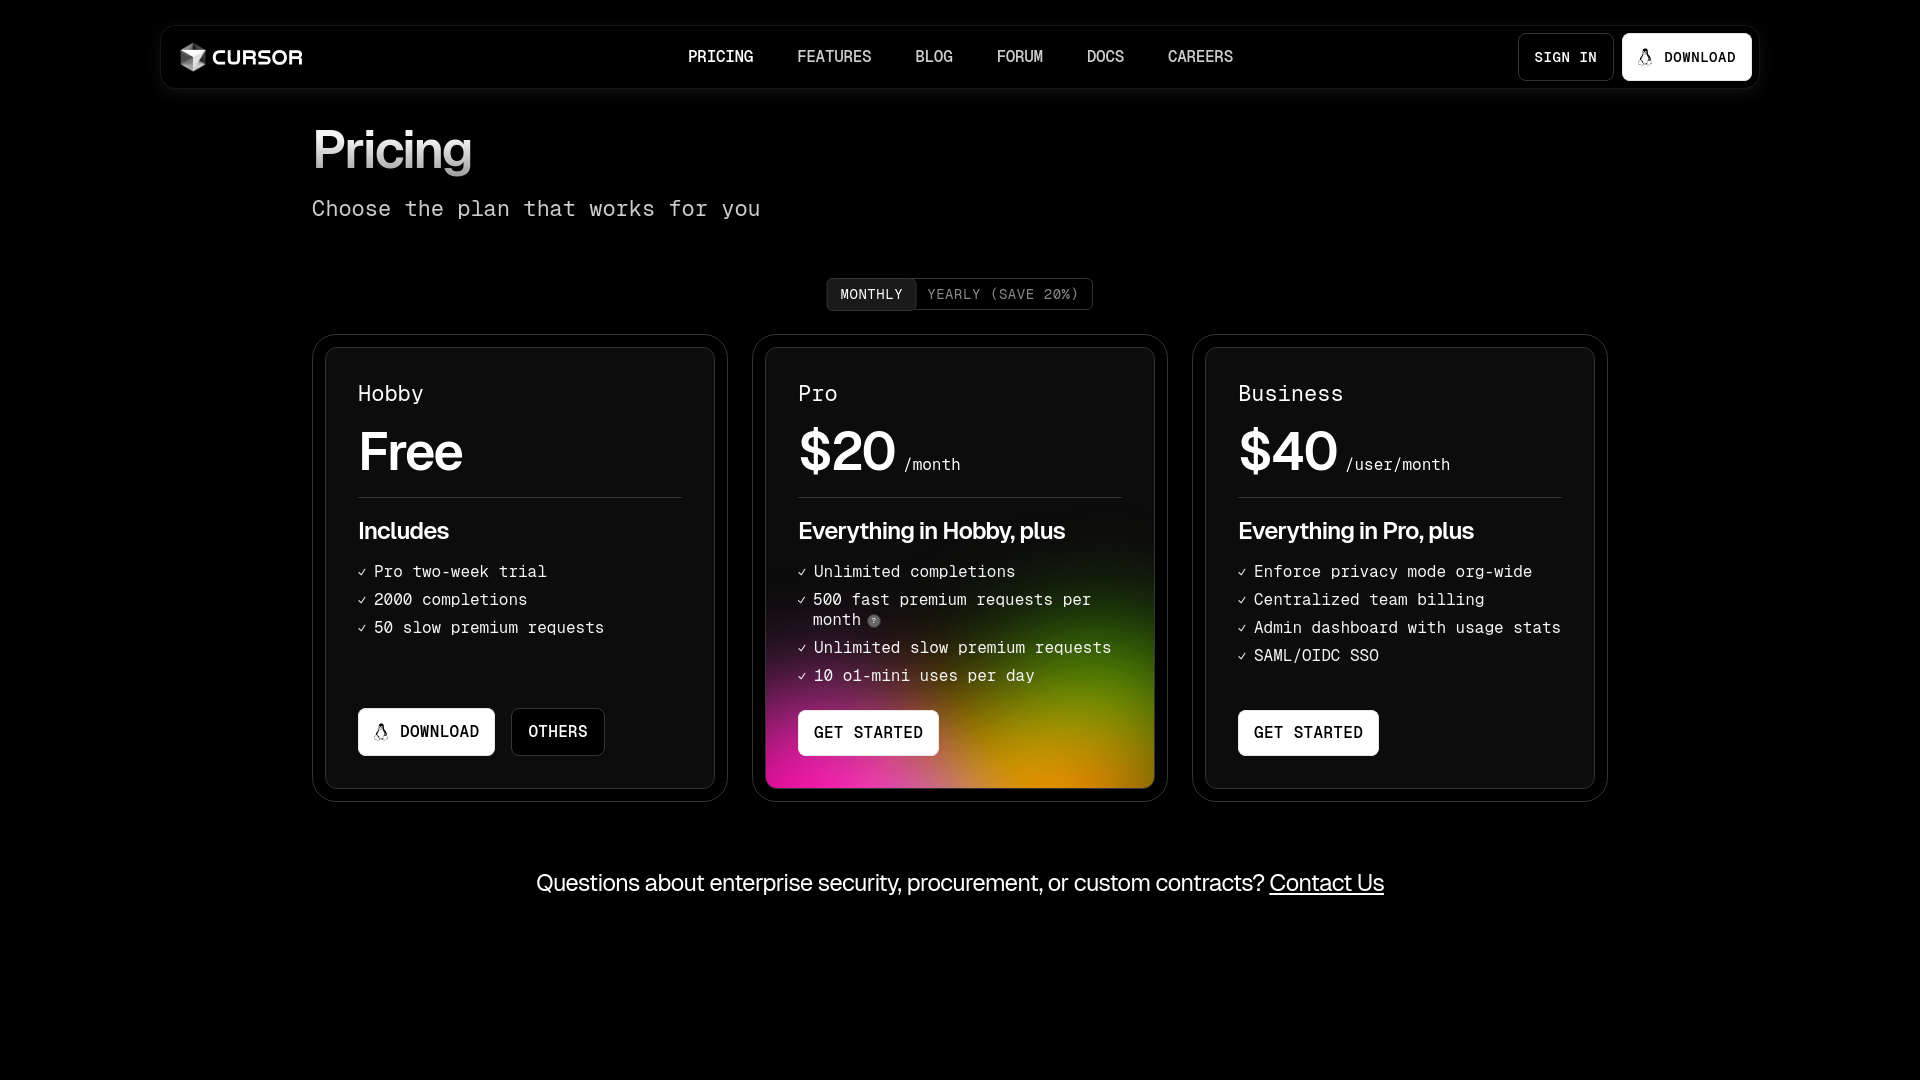 CURSOR
PRICING FEATURES BLOG FORUM DOCS CAREERS
SIGN IN
DOWNLOAD
Pricing
Choose the plan that works for you
MONTHLY YEARLY (SAVE 20%)
Hobby
Free
Includes
✓ Pro two-week trial
✓ 2000 completions
✓ 50 slow premium requests
DOWNLOAD
OTHERS
Pro
$20 /month
Everything in Hobby, plus
✓ Unlimited completions
✓ 500 fast premium requests per
month ?
✓ Unlimited slow premium requests
✓ 10 o1-mini uses per day
GET STARTED
Business
$40 /user/month
Everything in Pro, plus
✓ Enforce privacy mode org-wide
✓ Centralized team billing
✓ Admin dashboard with usage stats
✓ SAML/OIDC SSO
GET STARTED
Questions about enterprise security, procurement, or custom contracts? Contact Us